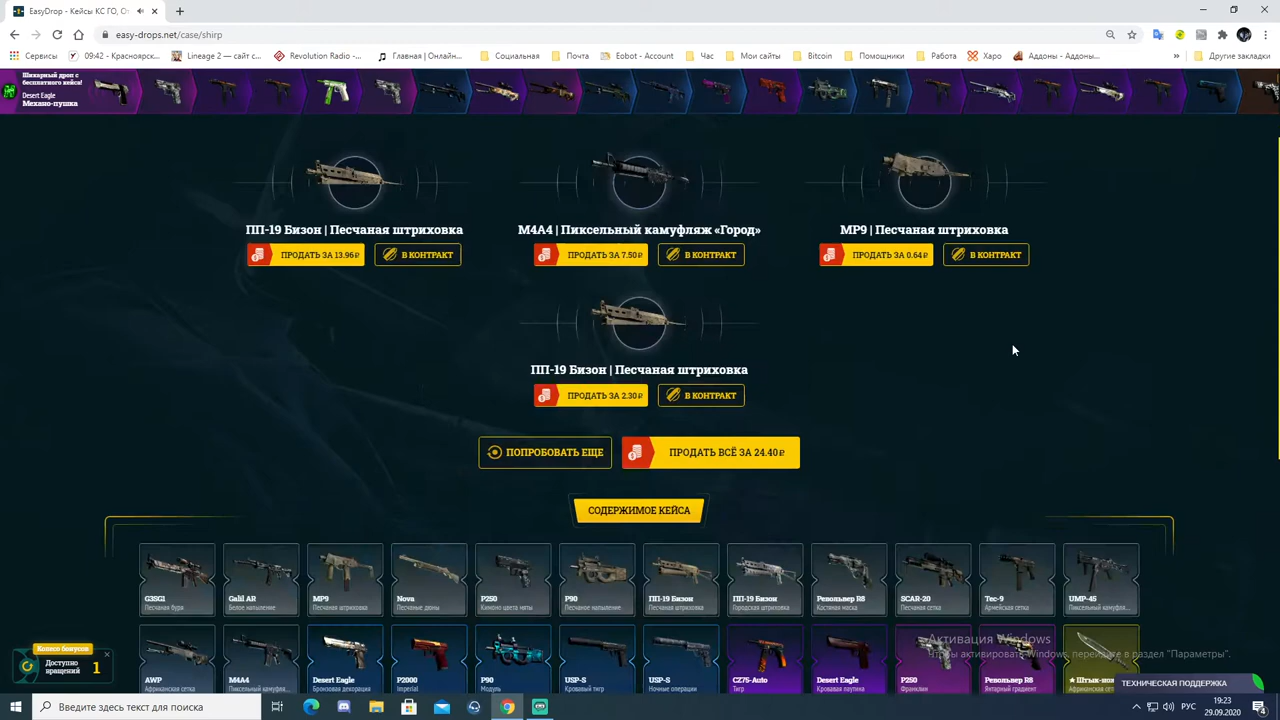 EasyDrop - Кейсы КС ГО, О
easy-drops.net/case/shirp
Сервисы
09:42 - Красноярск...
Lineage 2 — сайт с...
Revolution Radio -...
Главная | Онлайн...
Социальная
Почта
Eobot - Account
Час
Мои сайты
Bitcoin
Помощники
Работа
Харо
Аддоны - Аддоны...
»
Другие закладки
Шикарный дроп с
бесплатного кейса!
Desert Eagle
Механо-пушка
ПП-19 Бизон | Песчаная штриховка
М4А4 | Пиксельный камуфляж «Город»
MP9 | Песчаная штриховка
ПРОДАТЬ ЗА 13.96₽
В КОНТРАКТ
ПРОДАТЬ ЗА 7.50₽
В КОНТРАКТ
ПРОДАТЬ ЗА 0.64₽
В КОНТРАКТ
ПП-19 Бизон | Песчаная штриховка
ПРОДАТЬ ЗА 2.30₽
В КОНТРАКТ
ПОПРОБОВАТЬ ЕЩЕ
ПРОДАТЬ ВСЁ ЗА 24.40₽
СОДЕРЖИМОЕ КЕЙСА
G3SG1
Песчаная буря
Galil AR
Белое напыление
MP9
Песчаная штриховка
Nova
Песчаные дюны
P250
Кимоно цвета мяты
P90
Песчаное напыление
ПП-19 Бизон
Песчаная штриховка
ПП-19 Бизон
Городская штриховка
Револьвер R8
Костяная маска
SCAR-20
Песчаная сетка
Tec-9
Армейская сетка
UMP-45
Пиксельный камуфля...
AWP
Африканская сетка
M4A4
Пиксельный камуфля...
Desert Eagle
Бронзовая декорация
P2000
Imperial
P90
Модуль
USP-S
Кровавый тигр
USP-S
Ночные операции
CZ75-Auto
Тигр
Desert Eagle
Кровавая паутина
P250
Франклин
Револьвер R8
Янтарный градиент
★ Штык-нож
Африканская сет
Колесо бонусов
Доступно
вращений
1
Активация Windows
Чтобы активировать Windows, перейдите в раздел "Параметры".
ТЕХНИЧЕСКАЯ ПОДДЕРЖКА
Введите здесь текст для поиска
РУС
19:23
29.09.2020
4